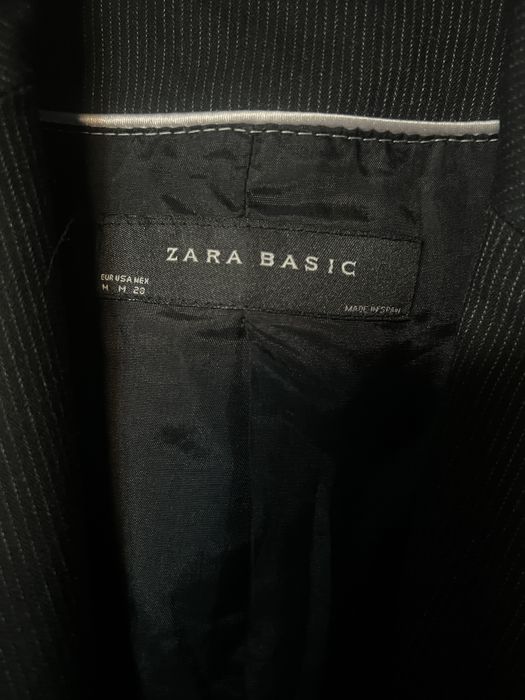 ZARA BASIC
EUR USA MEX
M M 28
MADE IN SPAIN